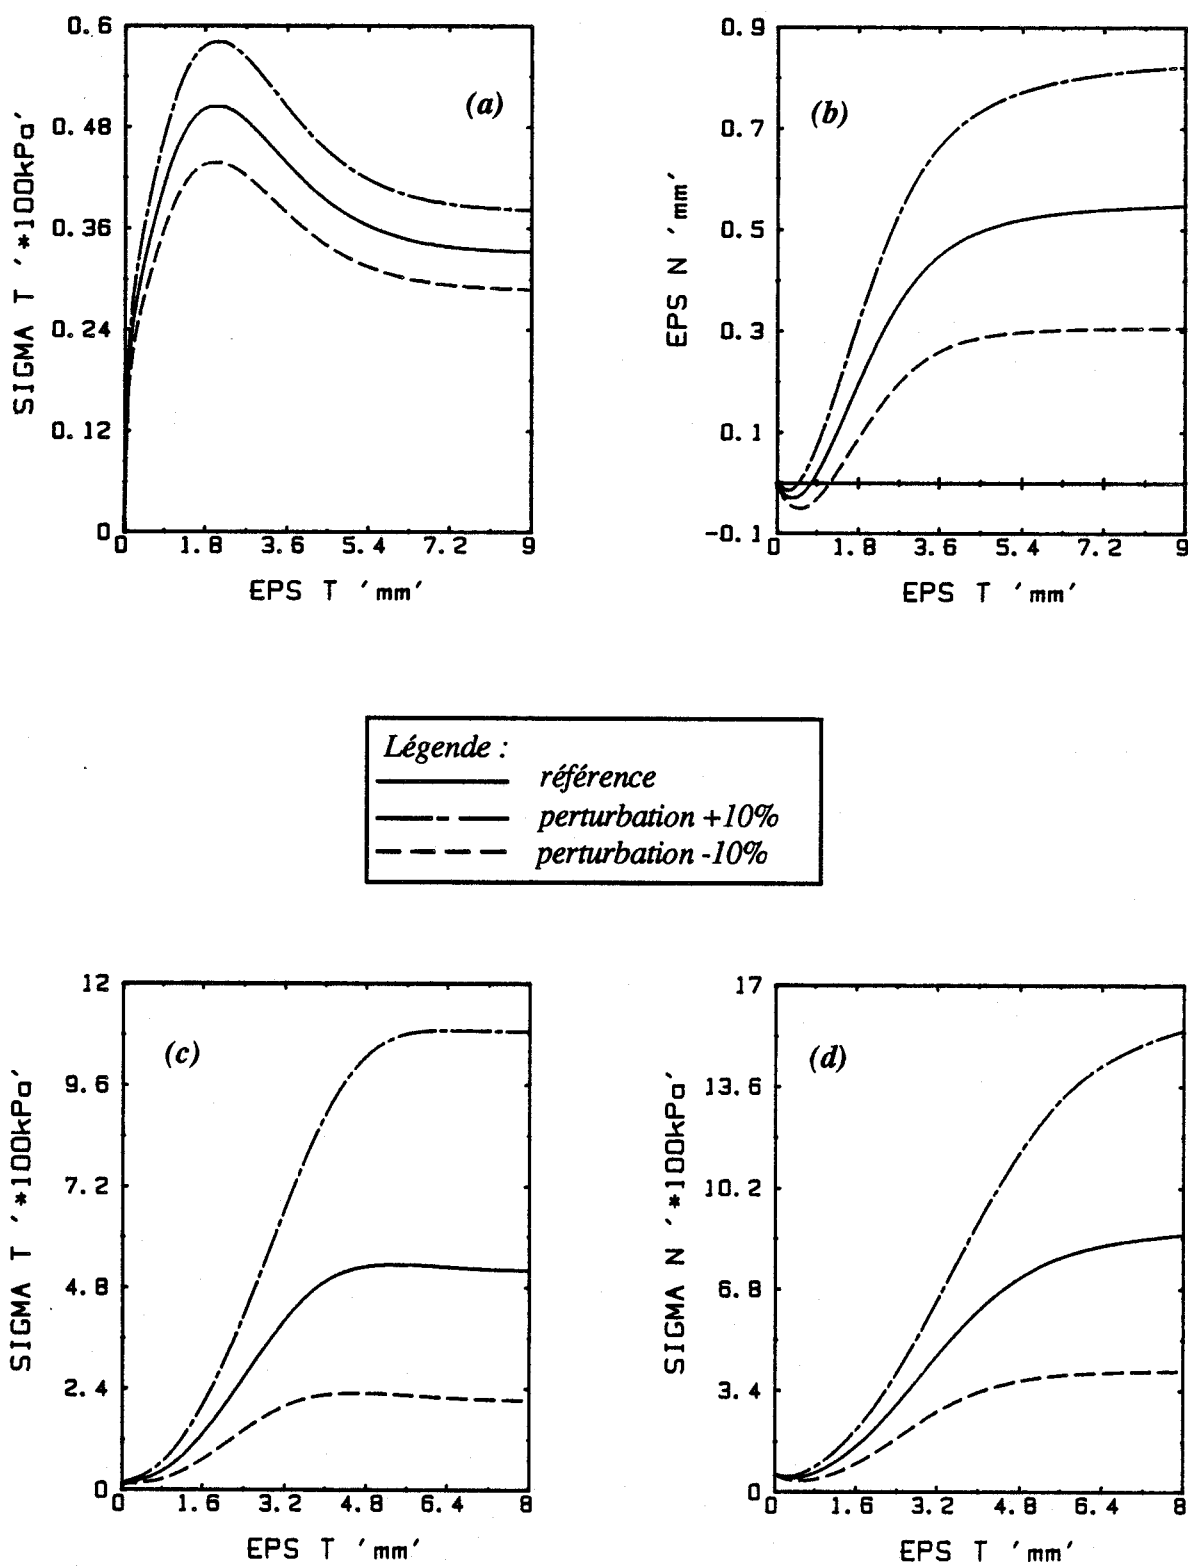 0.6
0.48
0.36
0.24
0.12
0
SIGMA T '*100kPa'
(a)
0 1.8 3.6 5.4 7.2 9
EPS T 'mm'
0.9
0.7
0.5
0.3
0.1
-0.1
EPS N 'mm'
(b)
0 1.8 3.6 5.4 7.2 9
EPS T 'mm'
Légende :
référence
perturbation +10%
perturbation -10%
12
9.6
7.2
4.8
2.4
0
SIGMA T '*100kPa'
(c)
0 1.6 3.2 4.8 6.4 8
EPS T 'mm'
17
13.6
10.2
6.8
3.4
0
SIGMA N '*100kPa'
(d)
0 1.6 3.2 4.8 6.4 8
EPS T 'mm'